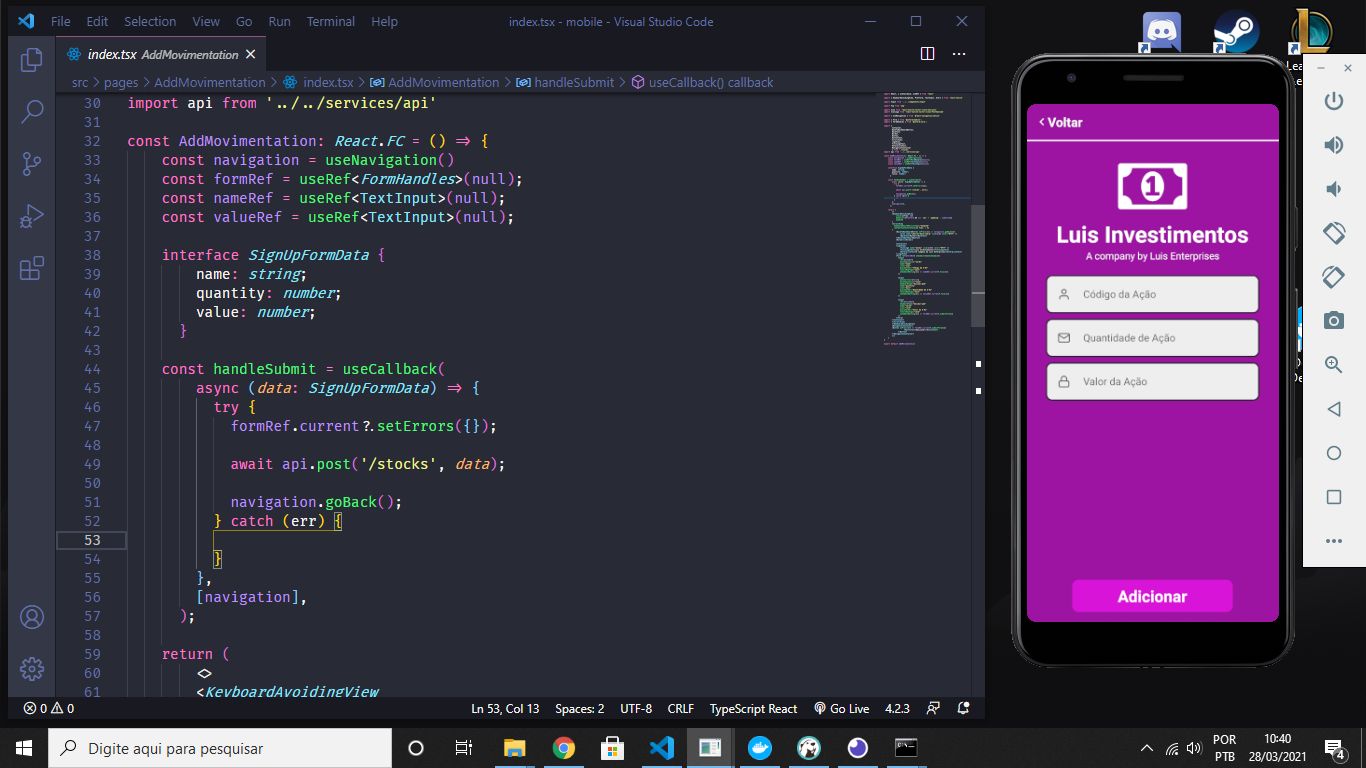 File Edit Selection View Go Run Terminal Help
index.tsx - mobile - Visual Studio Code
index.tsx AddMovimentation
src > pages > AddMovimentation > index.tsx > AddMovimentation > handleSubmit > useCallback() callback
30 import api from '../../services/api'
31
32 const AddMovimentation: React.FC = () => {
33 const navigation = useNavigation()
34 const formRef = useRef<FormHandles>(null);
35 const nameRef = useRef<TextInput>(null);
36 const valueRef = useRef<TextInput>(null);
37
38 interface SignUpFormData {
39 name: string;
40 quantity: number;
41 value: number;
42 }
43
44 const handleSubmit = useCallback(
45 async (data: SignUpFormData) => {
46 try {
47 formRef.current?.setErrors({});
48
49 await api.post('/stocks', data);
50
51 navigation.goBack();
52 } catch (err) {
53
54 }
55 },
56 [navigation],
57 );
58
59 return (
60 <>
61 <KeyboardAvoidingView
0 0
Ln 53, Col 13 Spaces: 2 UTF-8 CRLF TypeScript React Go Live 4.2.3
< Voltar
1
Luis Investimentos
A company by Luis Enterprises
Código da Ação
Quantidade de Ação
Valor da Ação
Adicionar
Digite aqui para pesquisar
POR
PTB
10:40
28/03/2021
4